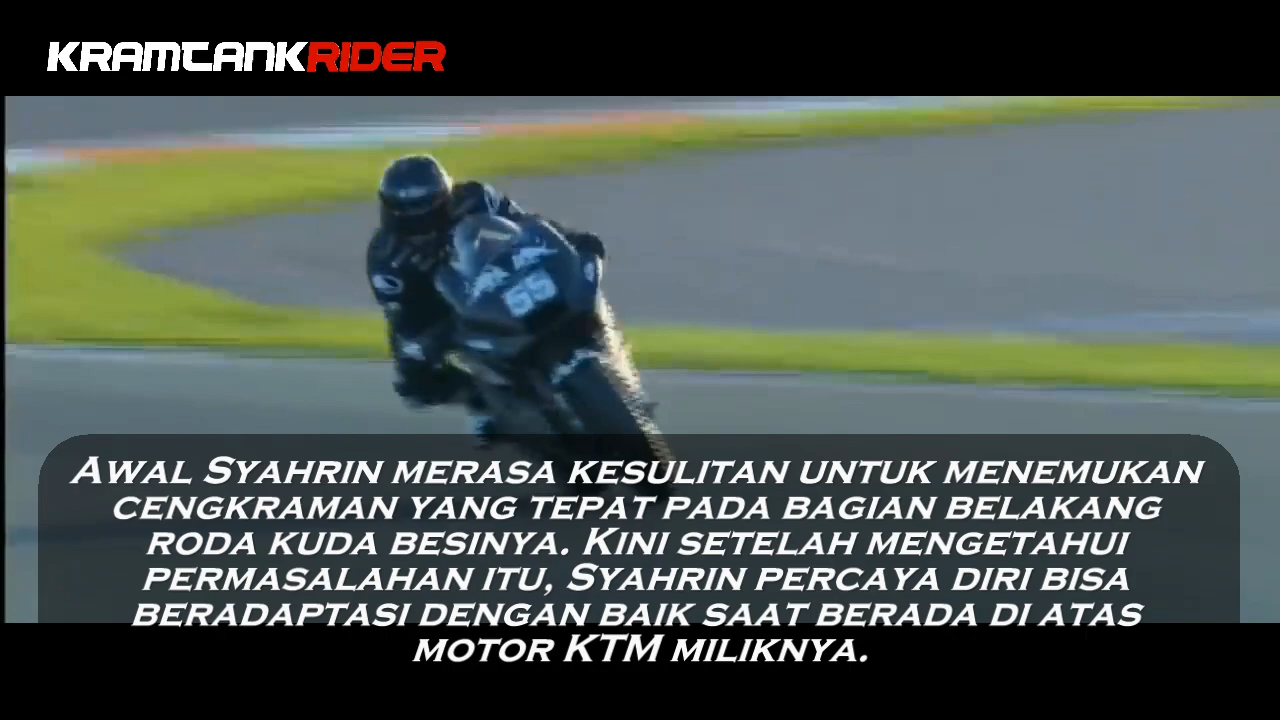 KRAMTANKRIDER
55
AWAL SYAHRIN MERASA KESULITAN UNTUK MENEMUKAN
CENGKRAMAN YANG TEPAT PADA BAGIAN BELAKANG
RODA KUDA BESINYA. KINI SETELAH MENGETAHUI
PERMASALAHAN ITU, SYAHRIN PERCAYA DIRI BISA
BERADAPTASI DENGAN BAIK SAAT BERADA DI ATAS
MOTOR KTM MILIKNYA.